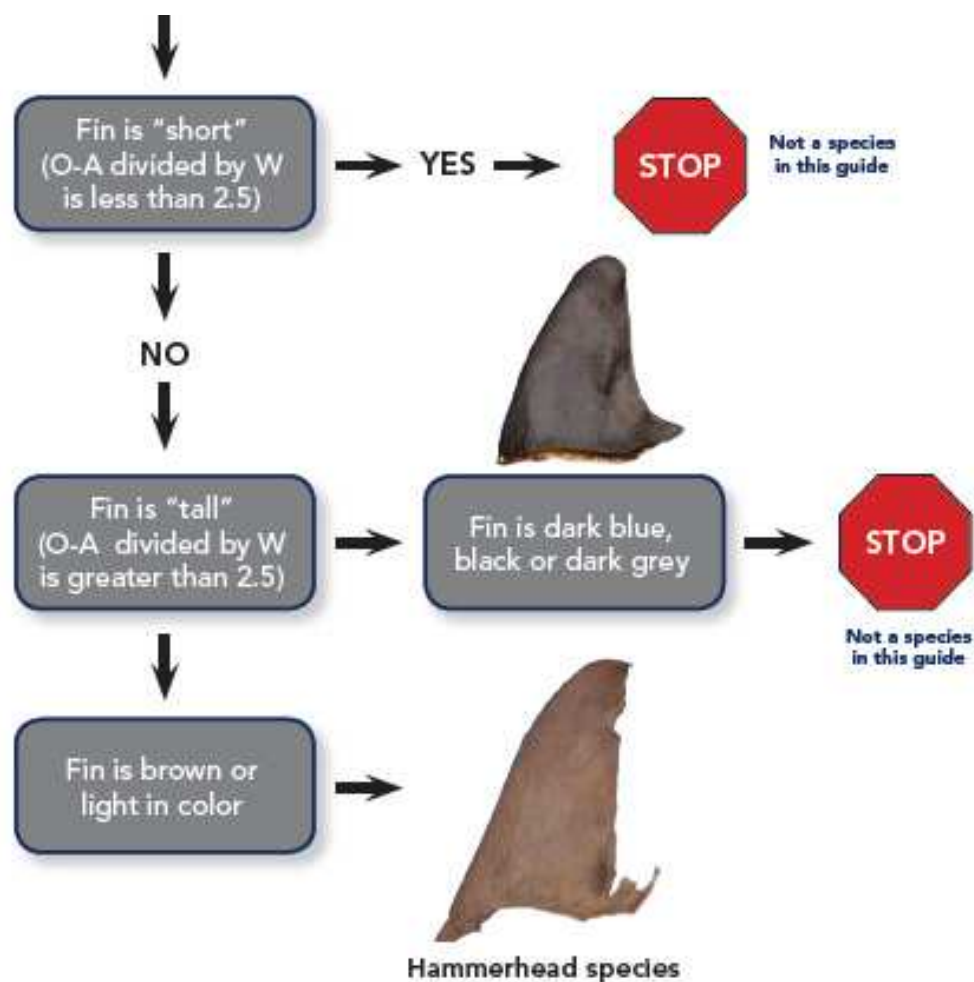 Fin is “short”
(O-A divided by W
is less than 2.5)
YES
STOP
Not a species
in this guide
NO
Fin is “tall”
(O-A divided by W
is greater than 2.5)
Fin is dark blue,
black or dark grey
STOP
Not a species
in this guide
Fin is brown or
light in color
Hammerhead species